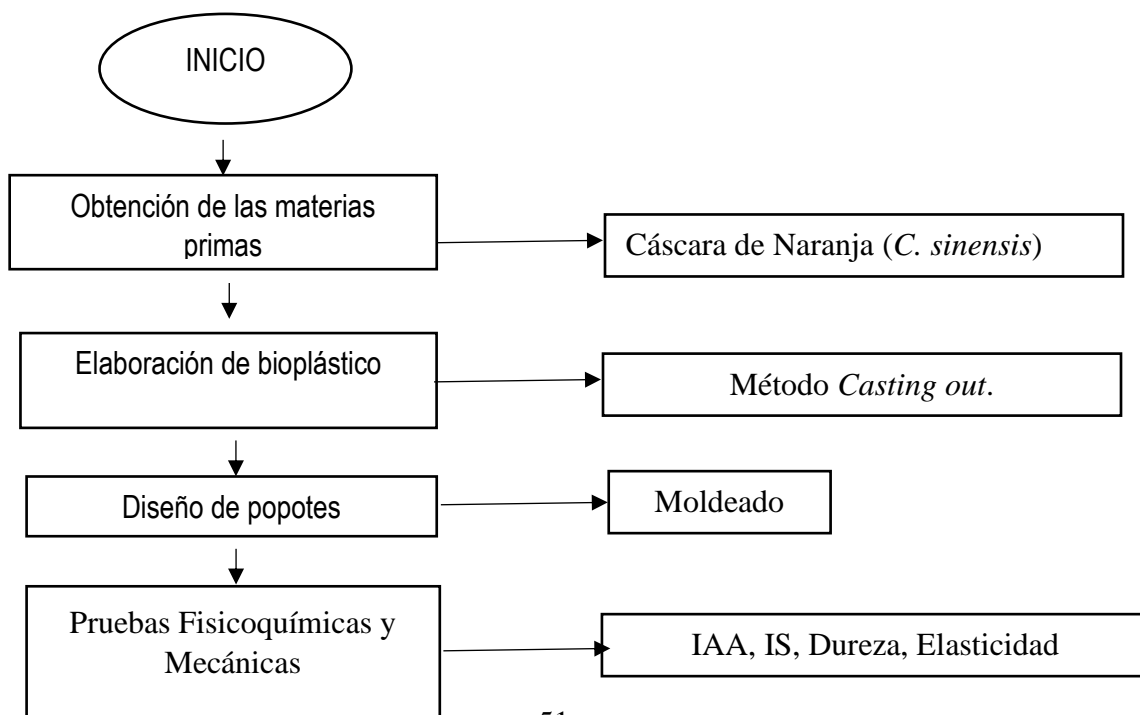 INICIO
Obtención de las materias
primas
Cáscara de Naranja (C. sinensis)
Elaboración de bioplástico
Método Casting out.
Diseño de popotes
Moldeado
Pruebas Fisicoquímicas y
Mecánicas
IAA, IS, Dureza, Elasticidad